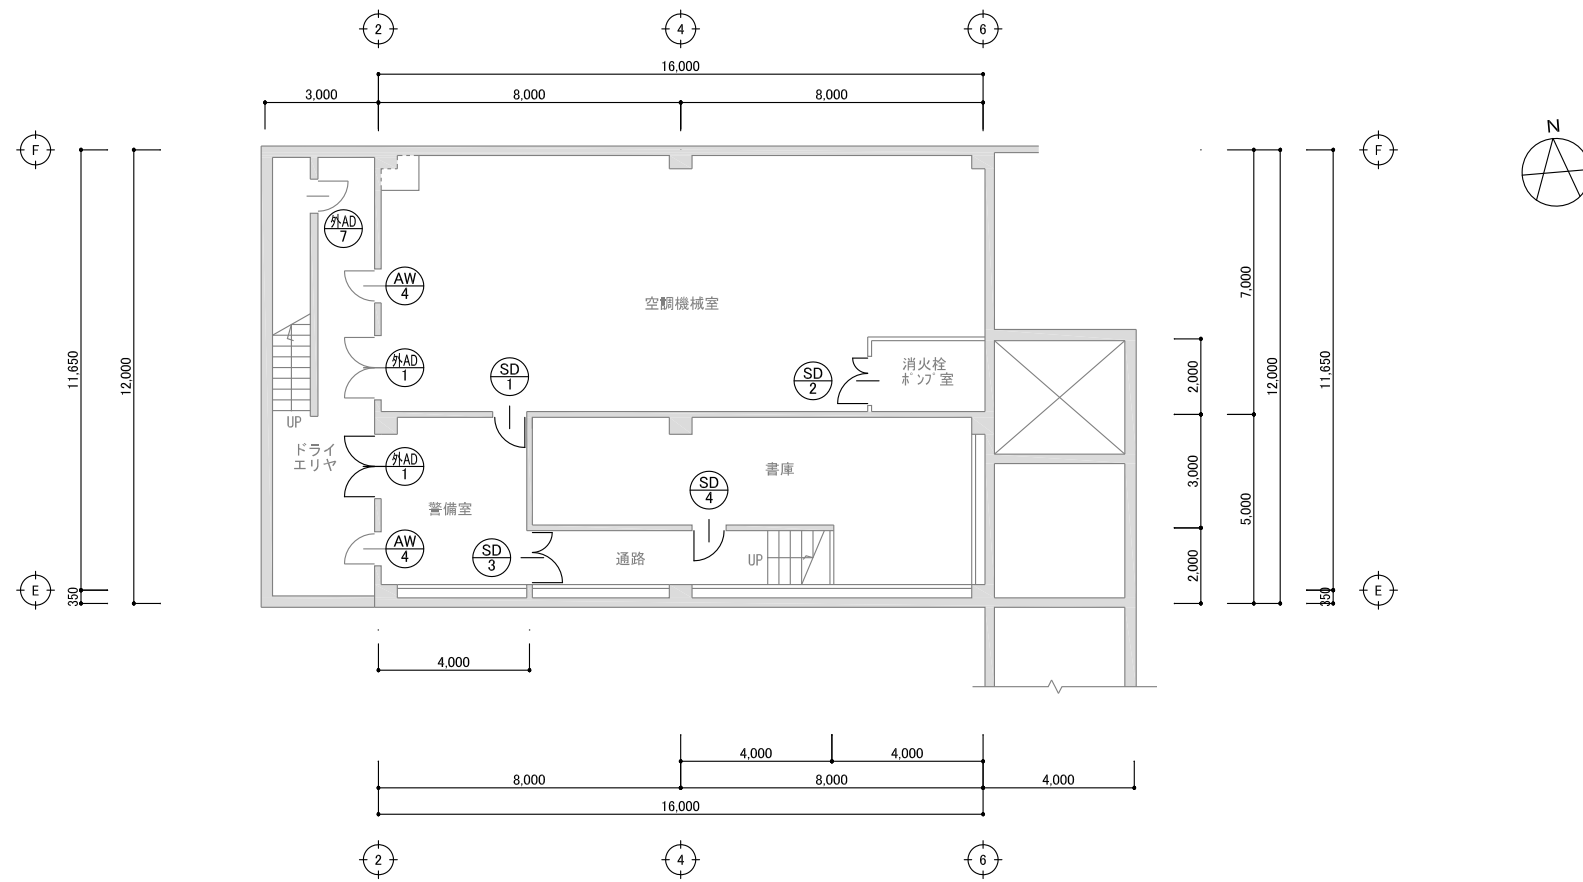 2
4
6
16,000
3,000
8,000
8,000
F
F
N
外AD
7
AW
4
空調機械室
7,000
外AD
1
SD
1
SD
2
消火栓
ﾎﾟﾝﾌﾟ室
11,650
12,000
2,000
12,000
11,650
UP
ドライ
エリヤ
外AD
1
書庫
SD
4
3,000
警備室
5,000
AW
4
SD
3
通路
UP
2,000
E
350
350
E
4,000
4,000
4,000
8,000
8,000
4,000
16,000
2
4
6